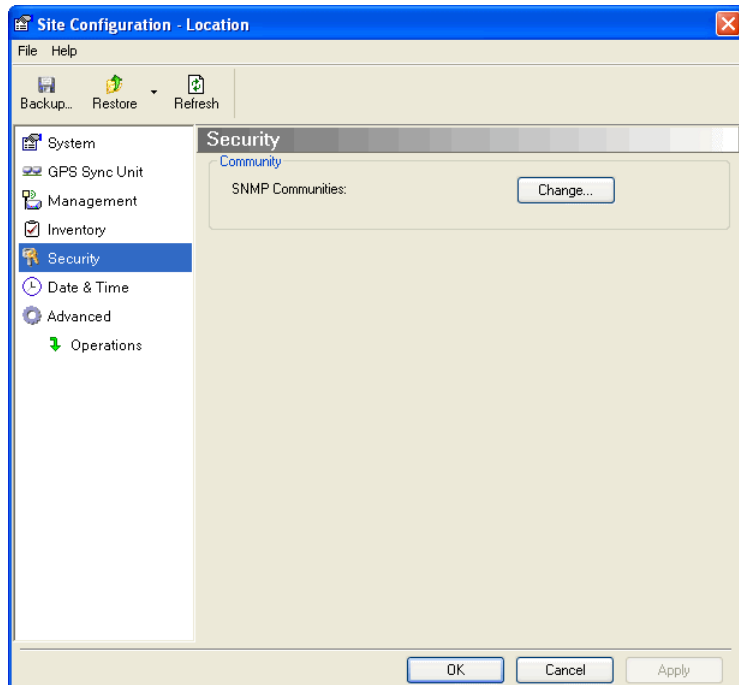 Site Configuration - Location
File Help
Backup... Restore Refresh
System
GPS Sync Unit
Management
Inventory
Security
Date & Time
Advanced
Operations
Security
Community
SNMP Communities: Change...
OK Cancel Apply